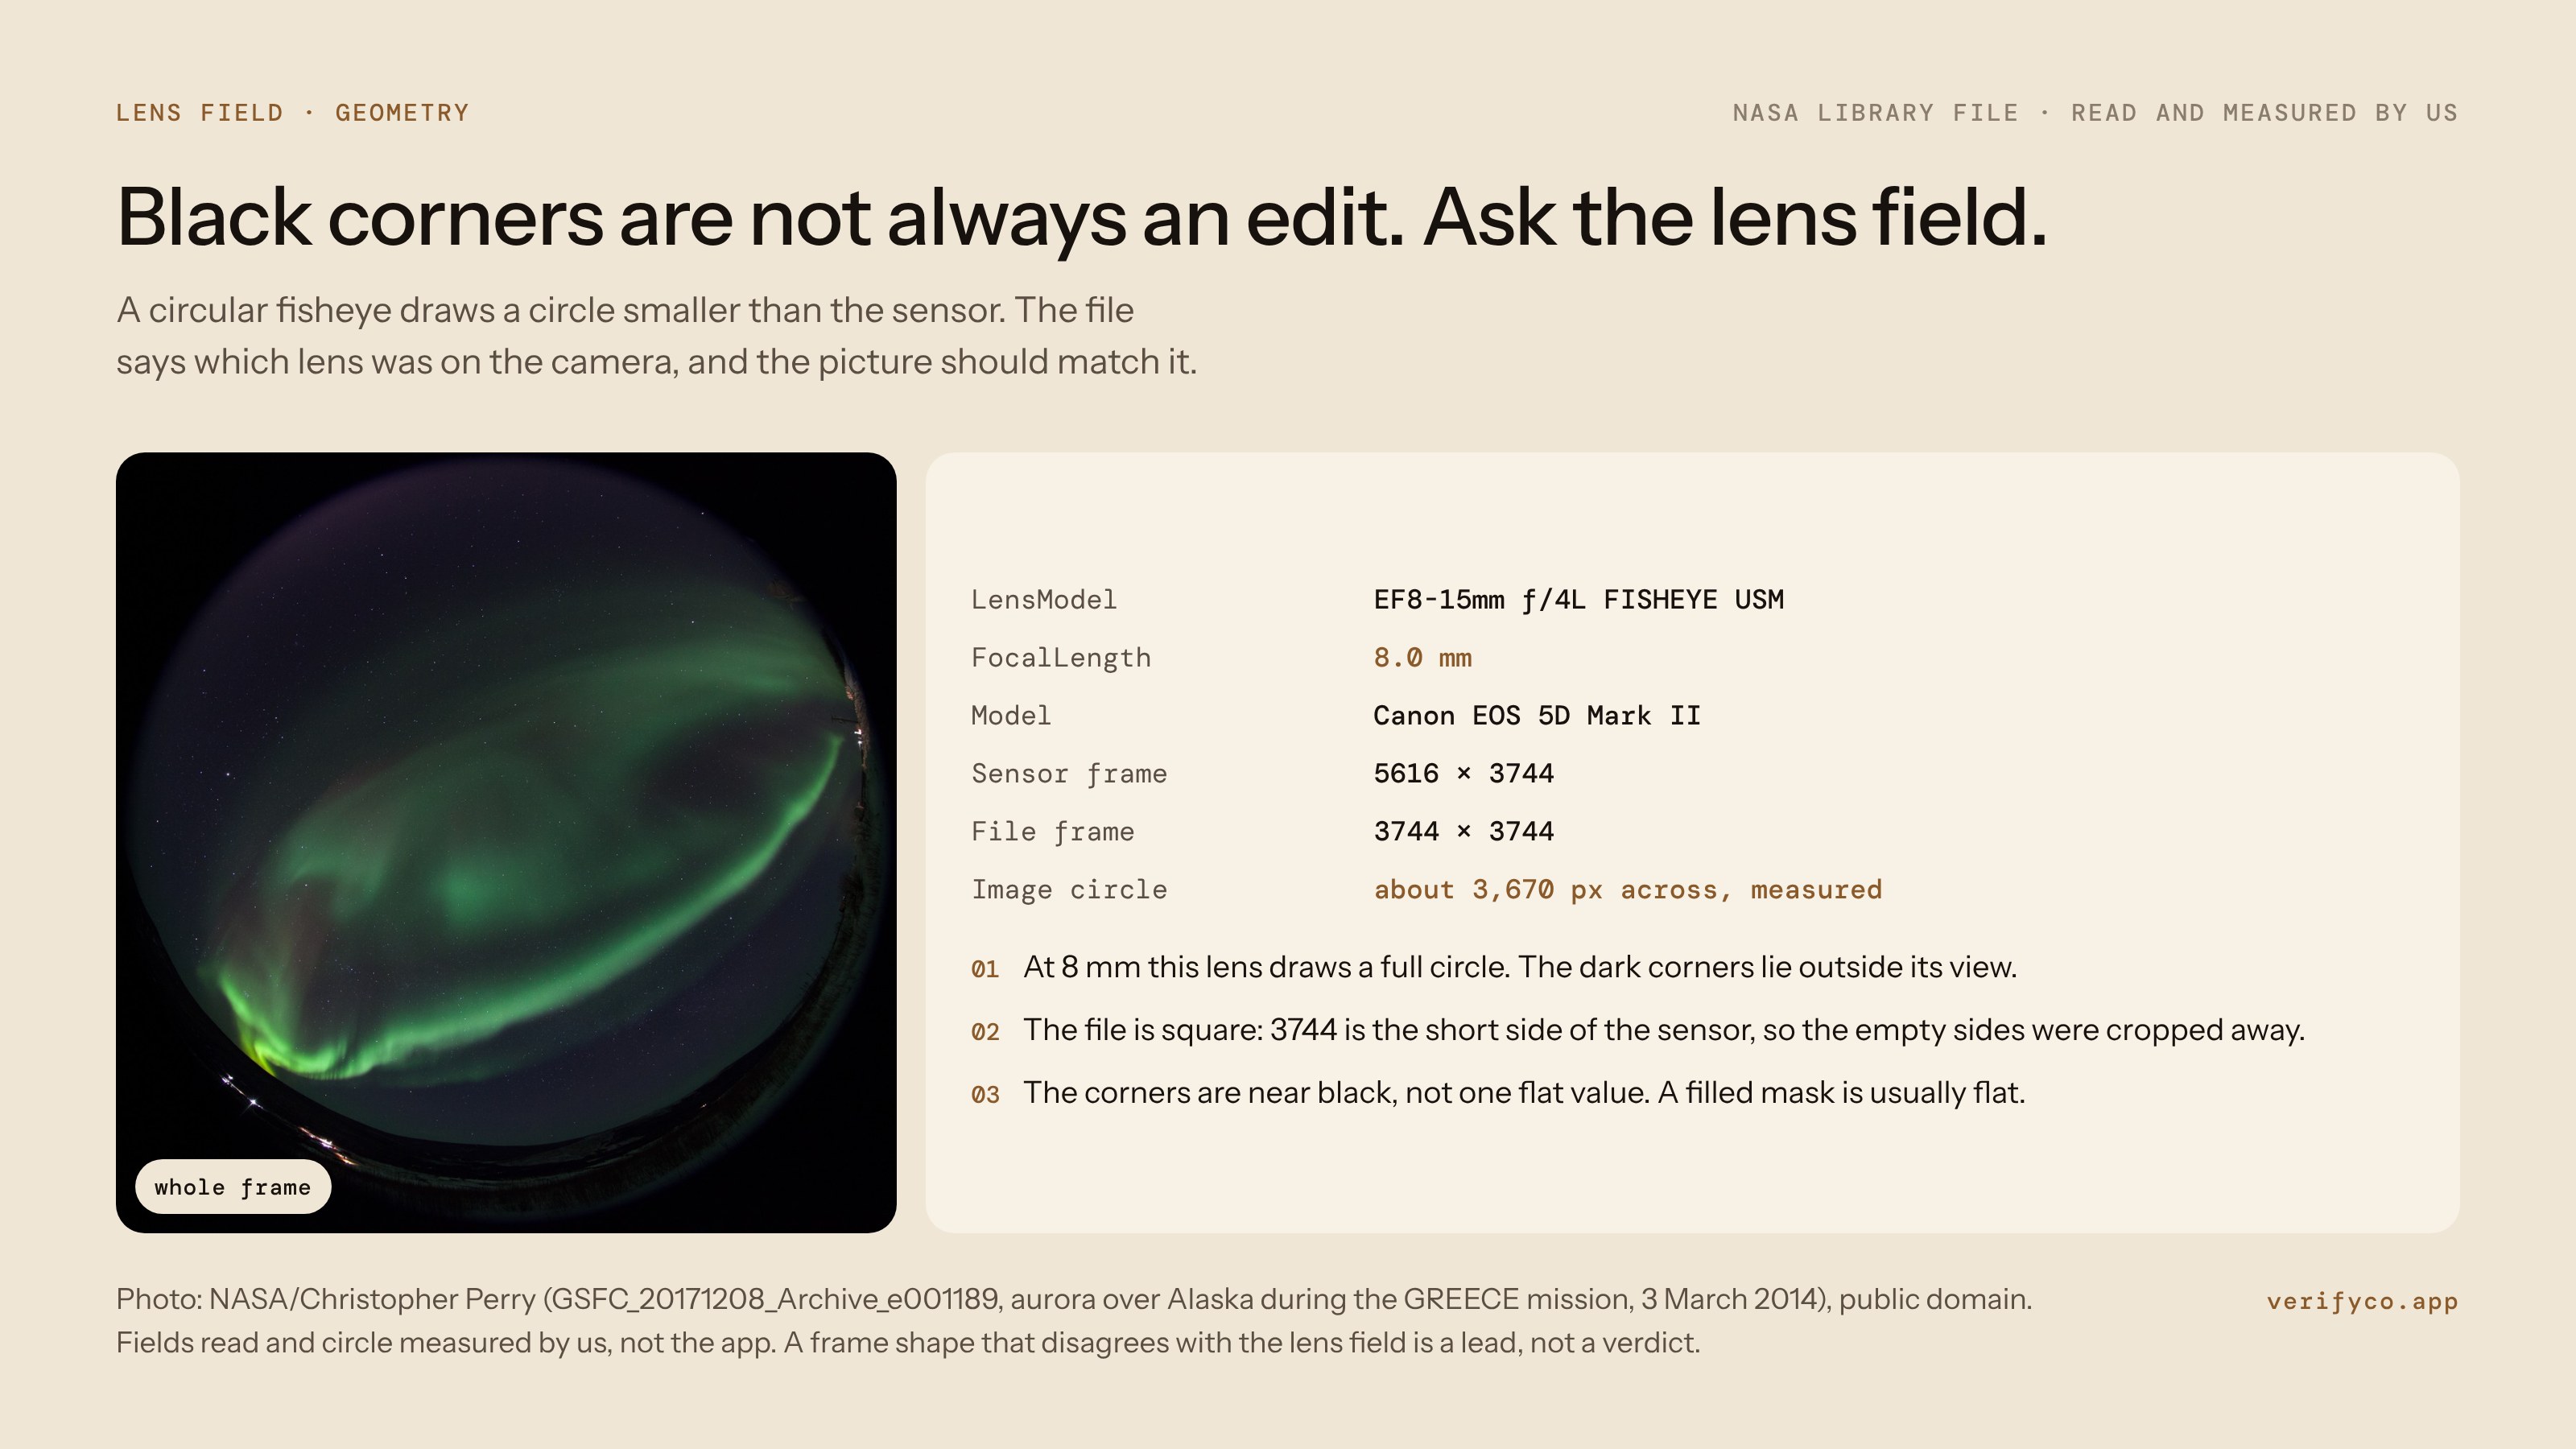 LENS FIELD · GEOMETRY
NASA LIBRARY FILE · READ AND MEASURED BY US
Black corners are not always an edit. Ask the lens field.
A circular fisheye draws a circle smaller than the sensor. The file
says which lens was on the camera, and the picture should match it.
LensModel EF8-15mm f/4L FISHEYE USM
FocalLength 8.0 mm
Model Canon EOS 5D Mark II
Sensor frame 5616 × 3744
File frame 3744 × 3744
Image circle about 3,670 px across, measured
01 At 8 mm this lens draws a full circle. The dark corners lie outside its view.
02 The file is square: 3744 is the short side of the sensor, so the empty sides were cropped away.
03 The corners are near black, not one flat value. A filled mask is usually flat.
whole frame
Photo: NASA/Christopher Perry (GSFC_20171208_Archive_e001189, aurora over Alaska during the GREECE mission, 3 March 2014), public domain.
Fields read and circle measured by us, not the app. A frame shape that disagrees with the lens field is a lead, not a verdict.
verifyco.app